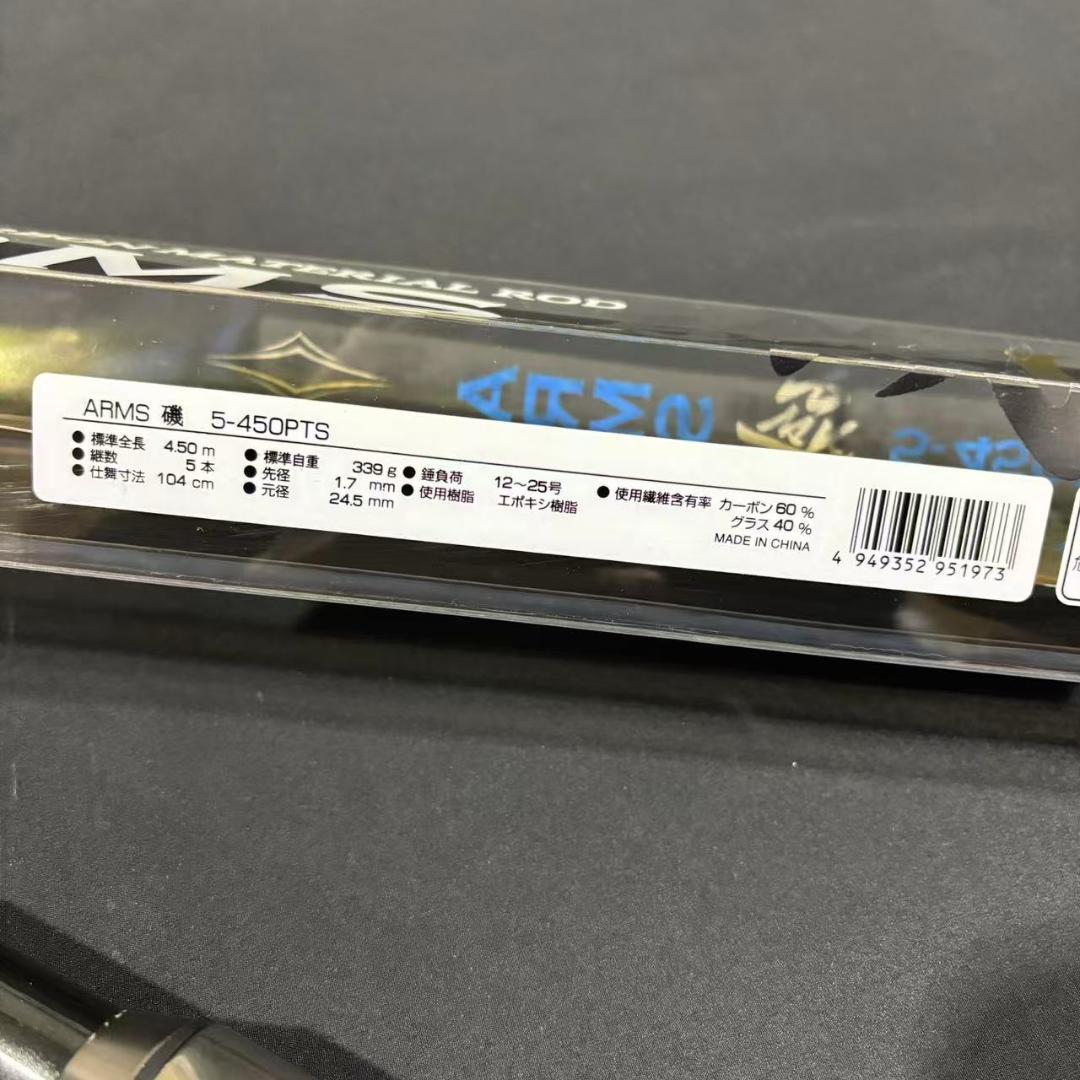 MATERIAL ROD
MS
ARMS 磯
ARMS 磯 5-450PTS
●標準全長 4.50 m ●標準自重 339 g ●錘負荷 12〜25号 ●使用繊維含有率 カーボン 60 %
●継数 5 本 ●先径 1.7 mm ●使用樹脂 エポキシ樹脂 グラス 40 %
●仕舞寸法 104 cm ●元径 24.5 mm MADE IN CHINA
4 949352 951973